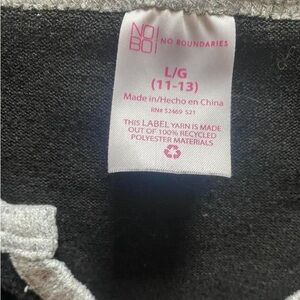 NO
BO
NO BOUNDARIES
L/G
(11-13)
Made in/Hecho en China
RN# 52469 S21
THIS LABEL YARN IS MADE
OUT OF 100% RECYCLED
POLYESTER MATERIALS